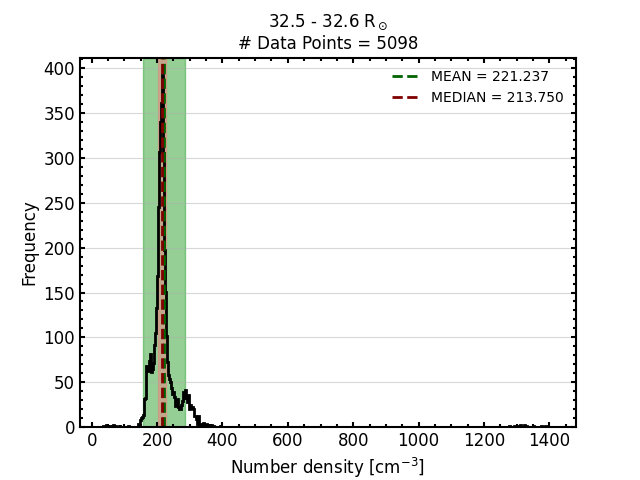 32.5 - 32.6 R⊙
# Data Points = 5098
MEAN = 221.237
MEDIAN = 213.750
Frequency
400
350
300
250
200
150
100
50
0
0 200 400 600 800 1000 1200 1400
Number density [cm⁻³]